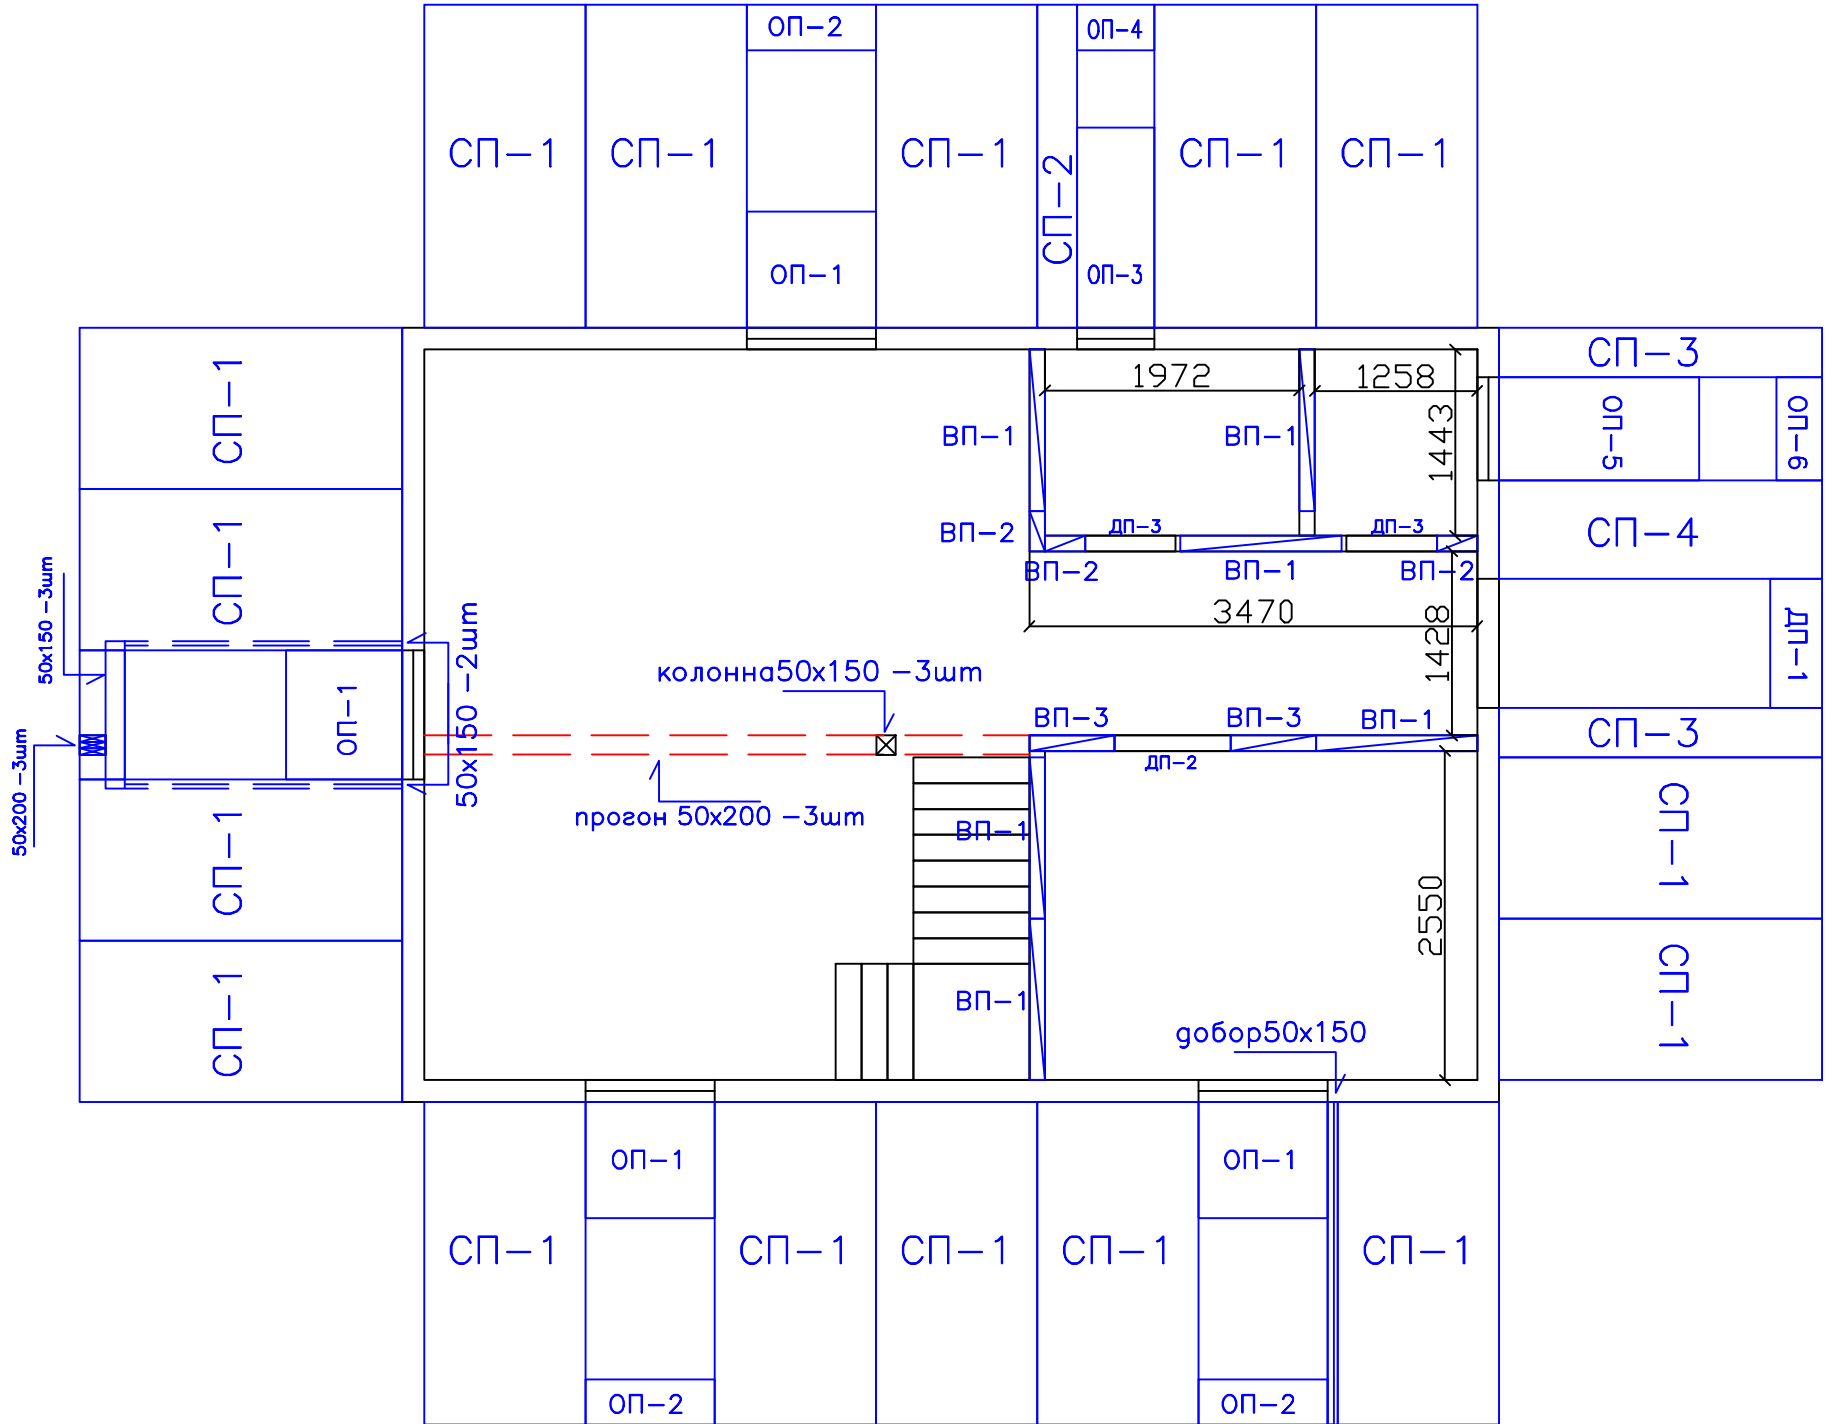 ОП-2
ОП-4
СП-1
СП-1
СП-1
СП-2
СП-1
СП-1
ОП-1
ОП-3
СП-1
СП-1
50х150 -3шт
50х200 -3шт
ОП-1
СП-1
СП-1
50х150 -2шт
1972
1258
1443
ВП-1
ВП-1
ВП-2
ДП-3
ДП-3
ВП-2
ВП-1
ВП-2
3470
1428
колонна50х150 -3шт
ВП-3
ВП-3
ВП-1
ДП-2
прогон 50х200 -3шт
ВП-1
ВП-1
2550
добор50х150
СП-3
ОП-5
ОП-6
СП-4
ДП-1
СП-3
СП-1
СП-1
ОП-1
ОП-1
СП-1
СП-1
СП-1
СП-1
СП-1
ОП-2
ОП-2